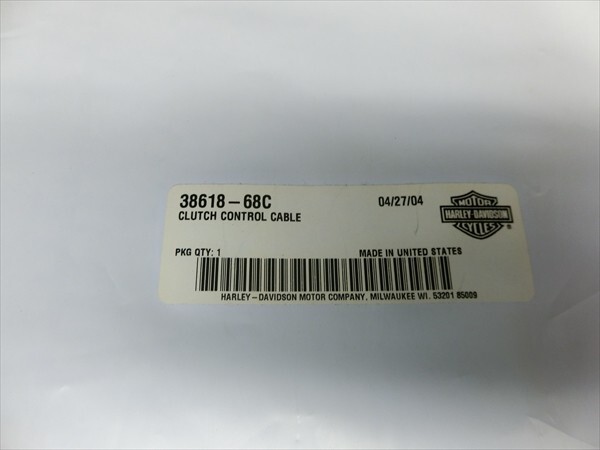 38618-68C 04/27/04
CLUTCH CONTROL CABLE
MOTOR
HARLEY-DAVIDSON
CYCLES
®
PKG QTY: 1 MADE IN UNITED STATES
HARLEY-DAVIDSON MOTOR COMPANY, MILWAUKEE WI. 53201 85009